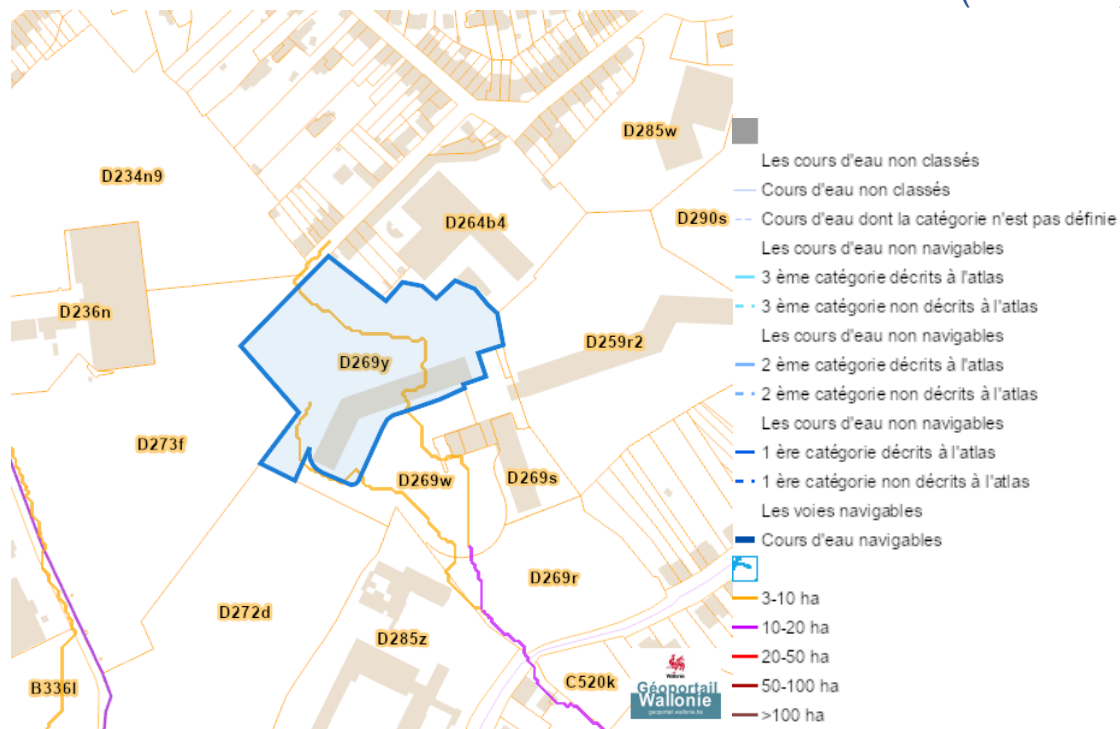 D285w
D234n9
D264b4
D290s
D236n
D259r2
D269y
D273f
D269w
D269s
D269r
D272d
D285z
B336l
C520k
Wallonie
Géoportail
Wallonie
geoportail.wallonie.be
Les cours d'eau non classés
Cours d'eau non classés
Cours d'eau dont la catégorie n'est pas définie
Les cours d'eau non navigables
3 ème catégorie décrits à l'atlas
3 ème catégorie non décrits à l'atlas
Les cours d'eau non navigables
2 ème catégorie décrits à l'atlas
2 ème catégorie non décrits à l'atlas
Les cours d'eau non navigables
1 ère catégorie décrits à l'atlas
1 ère catégorie non décrits à l'atlas
Les voies navigables
Cours d'eau navigables
3-10 ha
10-20 ha
20-50 ha
50-100 ha
>100 ha